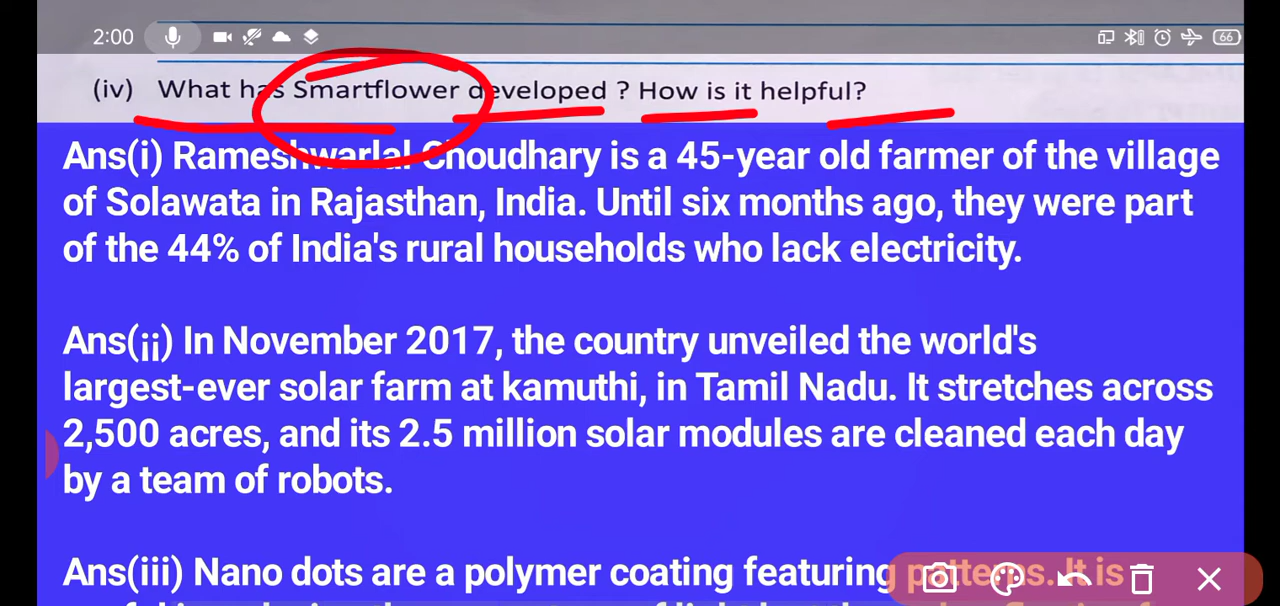 2:00 66
(iv) What has Smartflower developed ? How is it helpful?
Ans(i) Rameshwarlal Choudhary is a 45-year old farmer of the village
of Solawata in Rajasthan, India. Until six months ago, they were part
of the 44% of India's rural households who lack electricity.
Ans(¡¡) In November 2017, the country unveiled the world's
largest-ever solar farm at kamuthi, in Tamil Nadu. It stretches across
2,500 acres, and its 2.5 million solar modules are cleaned each day
by a team of robots.
Ans(iii) Nano dots are a polymer coating featuring patterns. It is